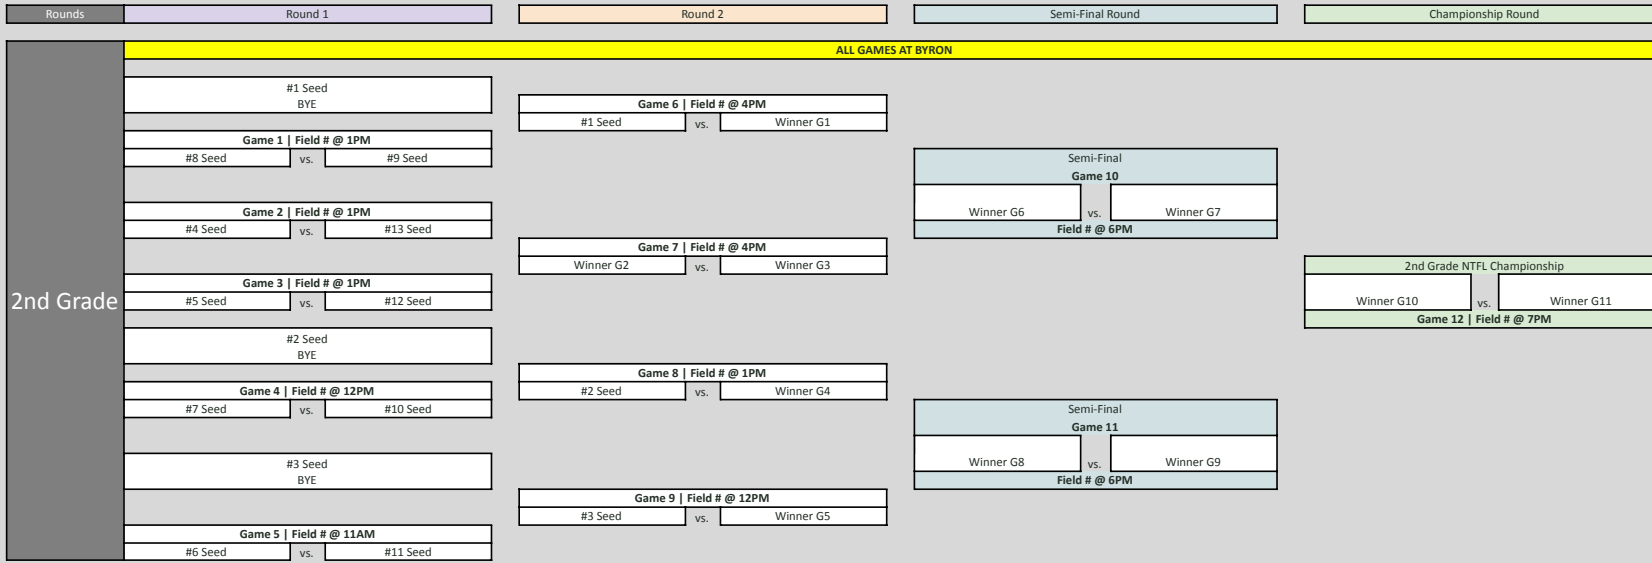 Rounds Round 1 Round 2 Semi-Final Round Championship Round
ALL GAMES AT BYRON
2nd Grade
#1 Seed
BYE
Game 1 | Field # @ 1PM
#8 Seed vs. #9 Seed
Game 2 | Field # @ 1PM
#4 Seed vs. #13 Seed
Game 3 | Field # @ 1PM
#5 Seed vs. #12 Seed
#2 Seed
BYE
Game 4 | Field # @ 12PM
#7 Seed vs. #10 Seed
#3 Seed
BYE
Game 5 | Field # @ 11AM
#6 Seed vs. #11 Seed
Game 6 | Field # @ 4PM
#1 Seed vs. Winner G1
Game 7 | Field # @ 4PM
Winner G2 vs. Winner G3
Game 8 | Field # @ 1PM
#2 Seed vs. Winner G4
Game 9 | Field # @ 12PM
#3 Seed vs. Winner G5
Semi-Final
Game 10
Winner G6 vs. Winner G7
Field # @ 6PM
Semi-Final
Game 11
Winner G8 vs. Winner G9
Field # @ 6PM
2nd Grade NTFL Championship
Winner G10 vs. Winner G11
Game 12 | Field # @ 7PM